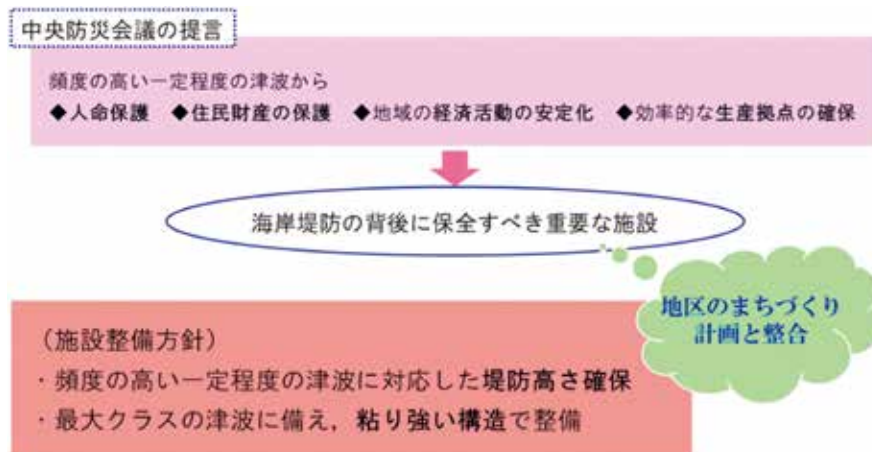 中央防災会議の提言
頻度の高い一定程度の津波から
◆人命保護　◆住民財産の保護　◆地域の経済活動の安定化　◆効率的な生産拠点の確保
海岸堤防の背後に保全すべき重要な施設
地区のまちづくり
計画と整合
（施設整備方針）
・頻度の高い一定程度の津波に対応した堤防高さ確保
・最大クラスの津波に備え，粘り強い構造で整備